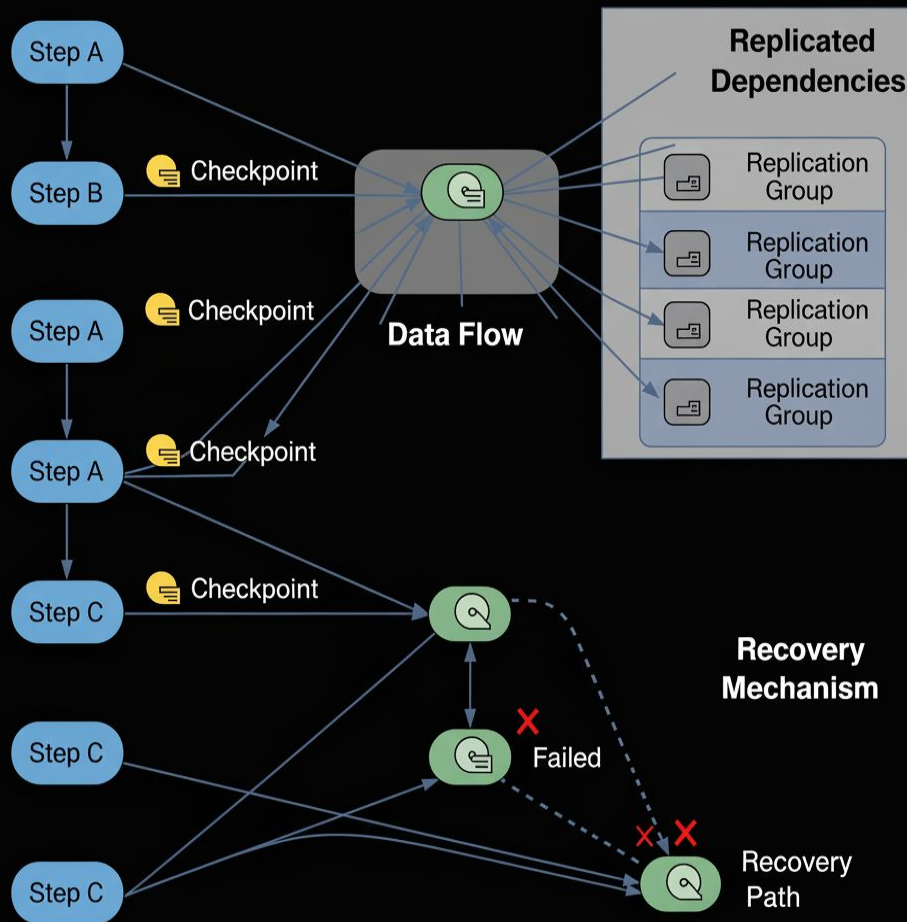 Step A
Replicated
Dependencies
Step B
Checkpoint
Replication
Group
Replication
Group
Step A
Checkpoint
Data Flow
Replication
Group
Replication
Group
Step A
Checkpoint
Step C
Checkpoint
Recovery
Mechanism
Step C
Failed
Recovery
Path
Step C